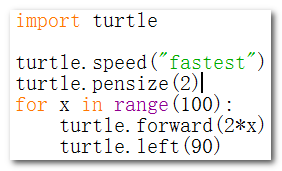 import turtle
turtle.speed("fastest")
turtle.pensize(2)
for x in range(100):
turtle.forward(2*x)
turtle.left(90)